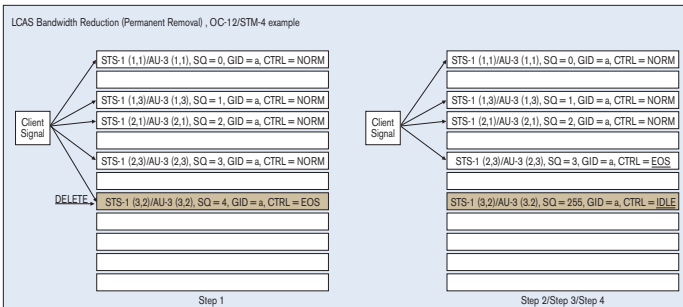 LCAS Bandwidth Reduction (Permanent Removal) , OC-12/STM-4 example
STS-1 (1,1)/AU-3 (1,1), SQ = 0, GID = a, CTRL = NORM
STS-1 (1,3)/AU-3 (1,3), SQ = 1, GID = a, CTRL = NORM
Client
Signal
STS-1 (2,1)/AU-3 (2,1), SQ = 2, GID = a, CTRL = NORM
STS-1 (2,3)/AU-3 (2,3), SQ = 3, GID = a, CTRL = NORM
DELETE
STS-1 (3,2)/AU-3 (3,2), SQ = 4, GID = a, CTRL = EOS
Step 1
STS-1 (1,1)/AU-3 (1,1), SQ = 0, GID = a, CTRL = NORM
STS-1 (1,3)/AU-3 (1,3), SQ = 1, GID = a, CTRL = NORM
Client
Signal
STS-1 (2,1)/AU-3 (2,1), SQ = 2, GID = a, CTRL = NORM
STS-1 (2,3)/AU-3 (2,3), SQ = 3, GID = a, CTRL = EOS
STS-1 (3,2)/AU-3 (3.2), SQ = 255, GID = a, CTRL = IDLE
Step 2/Step 3/Step 4